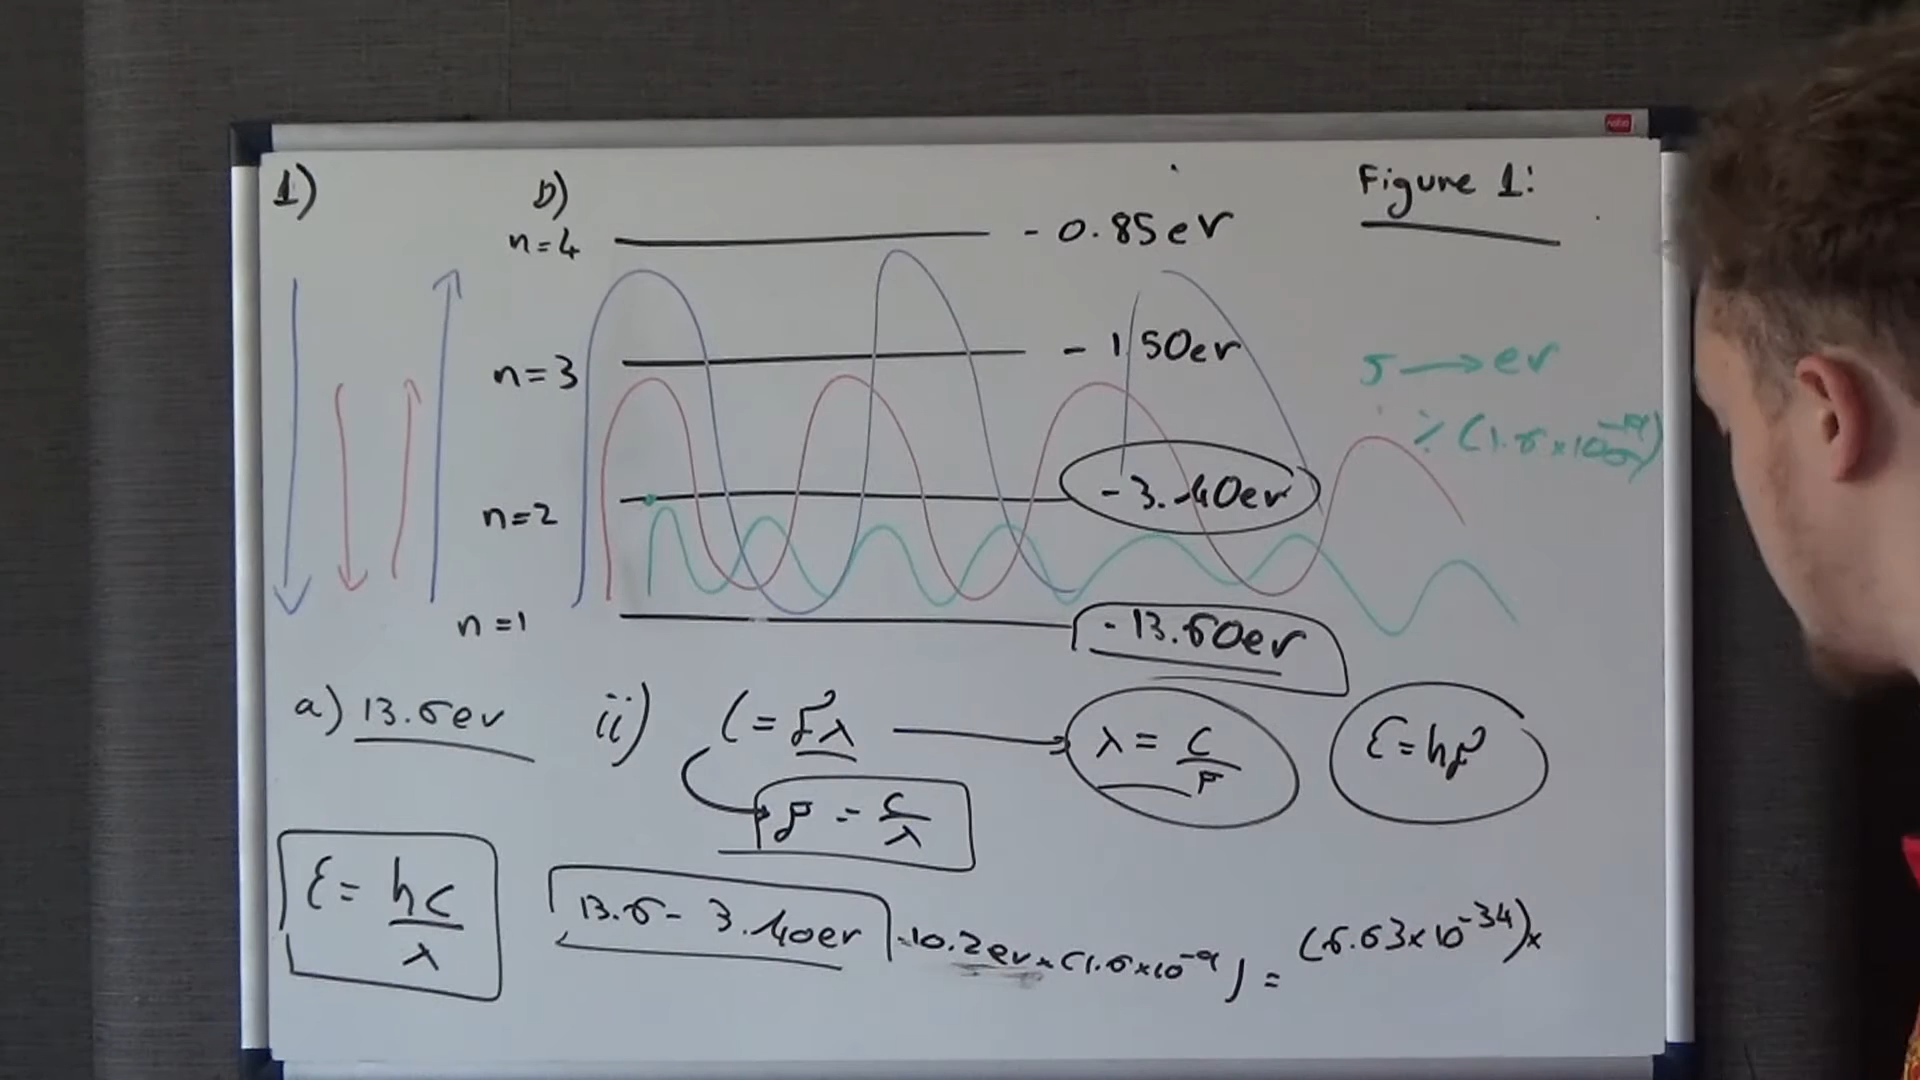 1)
b)
Figure 1:
n=4 - 0.85ev
n=3 - 1.50ev
J → ev
÷ (1.6×10⁻¹⁹)
n=2 -3.40ev
n=1 -13.60ev
a) 13.6ev
ii) C = fλ → λ = C/F
E = hf
f = C/λ
E = hc/λ
13.6 - 3.40ev
10.2ev × (1.6×10⁻¹⁹) = (6.63×10⁻³⁴)×